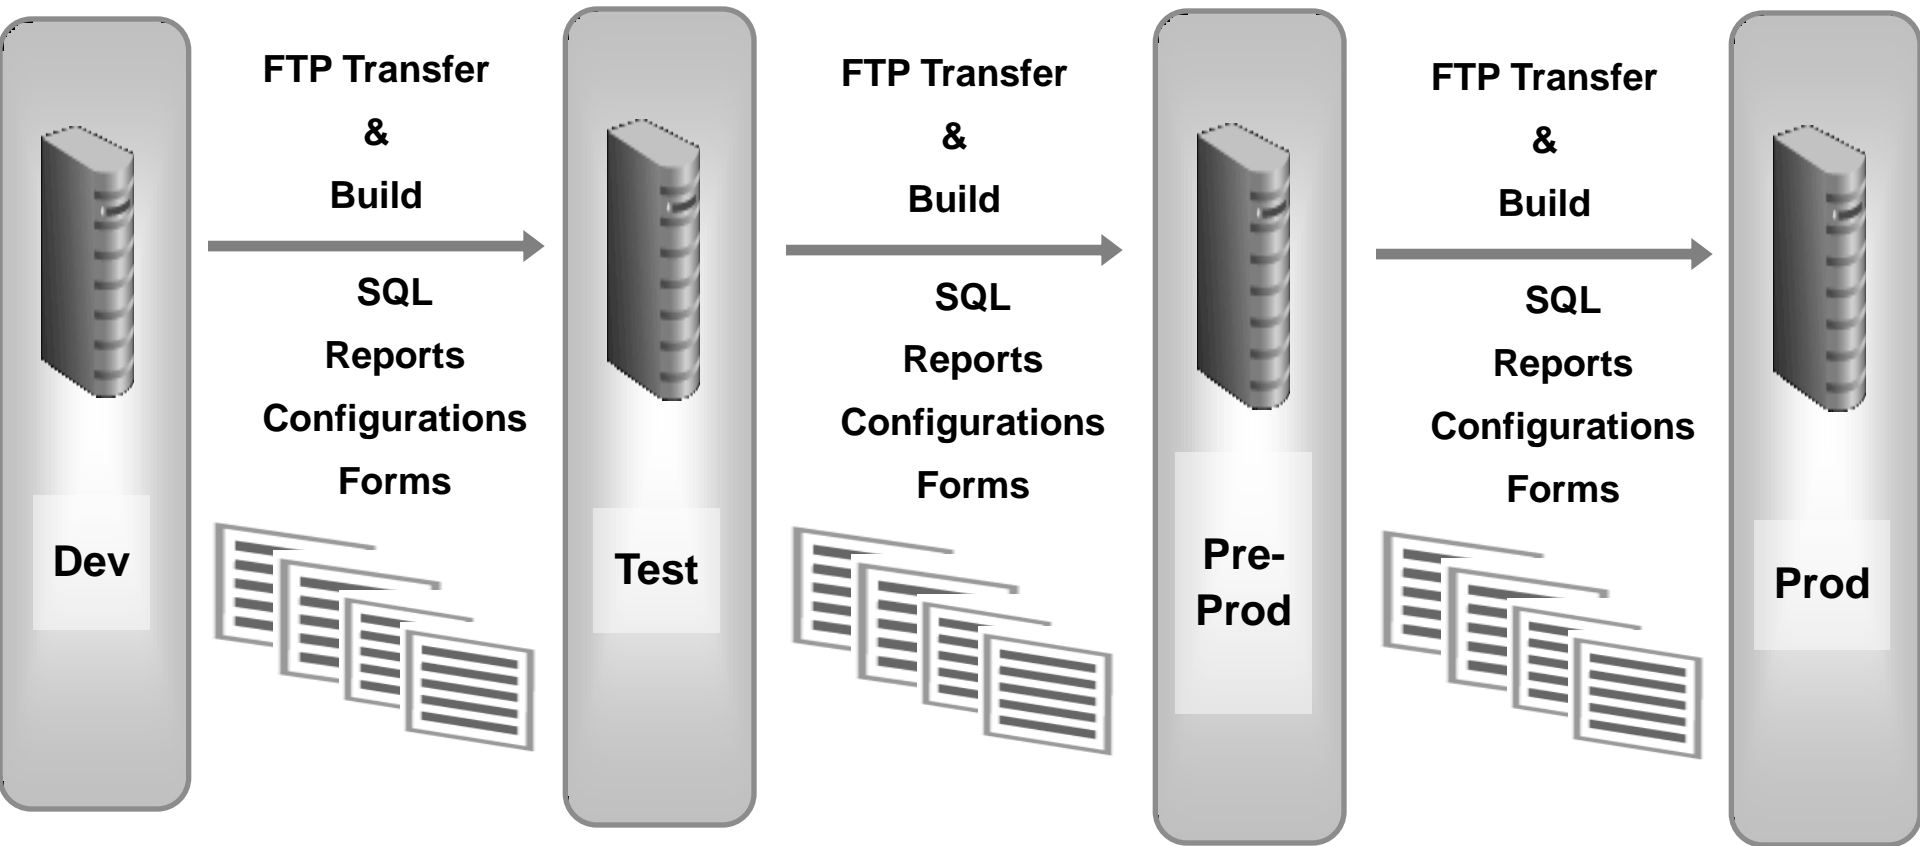 Dev
FTP Transfer
&
Build
SQL
Reports
Configurations
Forms
Test
FTP Transfer
&
Build
SQL
Reports
Configurations
Forms
Pre-
Prod
FTP Transfer
&
Build
SQL
Reports
Configurations
Forms
Prod